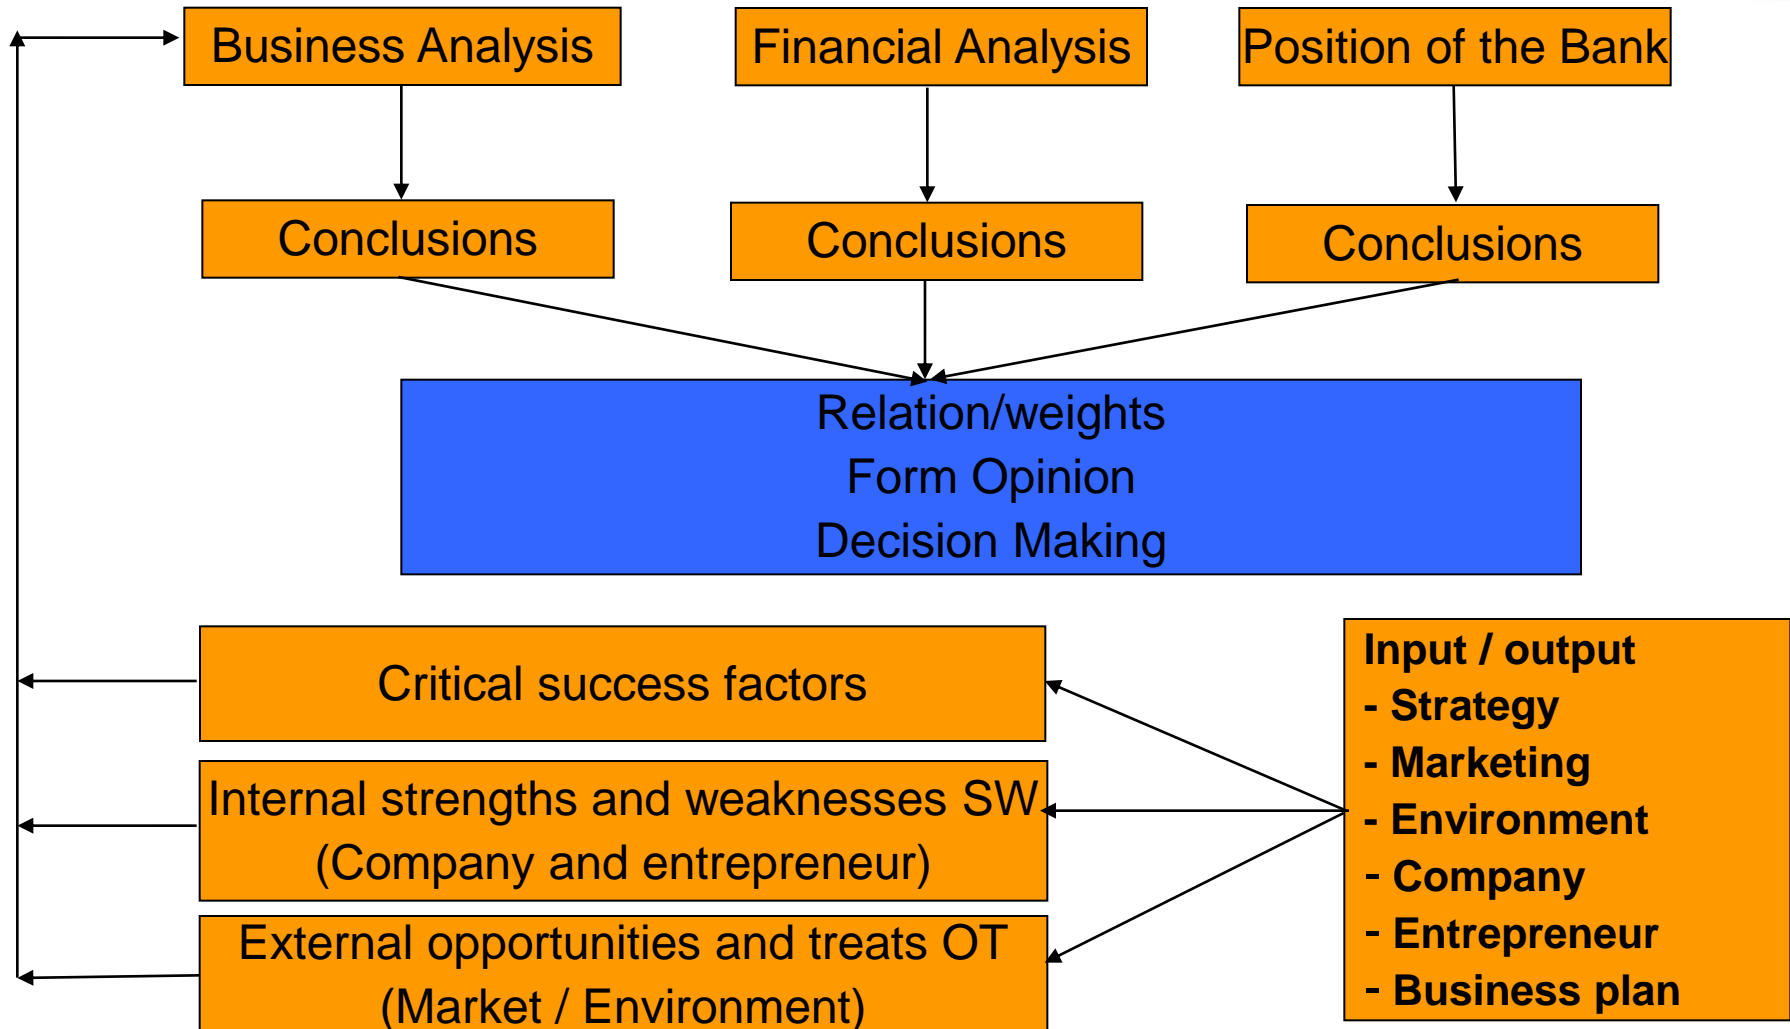 Business Analysis
Financial Analysis
Position of the Bank
Conclusions
Conclusions
Conclusions
Relation/weights
Form Opinion
Decision Making
Critical success factors
Internal strengths and weaknesses SW
(Company and entrepreneur)
External opportunities and treats OT
(Market / Environment)
Input / output
- Strategy
- Marketing
- Environment
- Company
- Entrepreneur
- Business plan